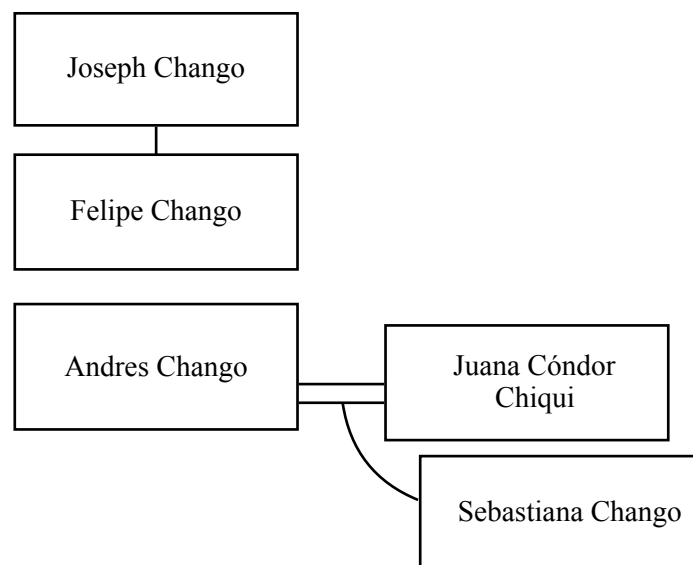 Joseph Chango
Felipe Chango
Andres Chango
Juana Cóndor
Chiqui
Sebastiana Chango